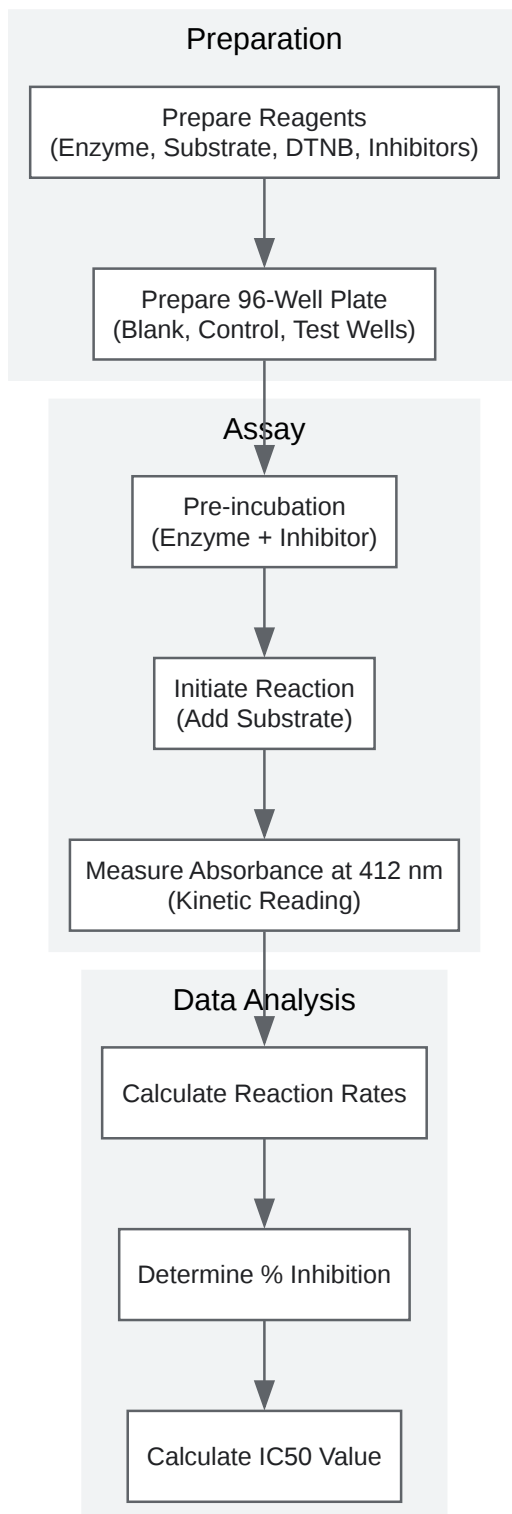 Preparation
Prepare Reagents
(Enzyme, Substrate, DTNB, Inhibitors)
Prepare 96-Well Plate
(Blank, Control, Test Wells)
Assay
Pre-incubation
(Enzyme + Inhibitor)
Initiate Reaction
(Add Substrate)
Measure Absorbance at 412 nm
(Kinetic Reading)
Data Analysis
Calculate Reaction Rates
Determine % Inhibition
Calculate IC50 Value